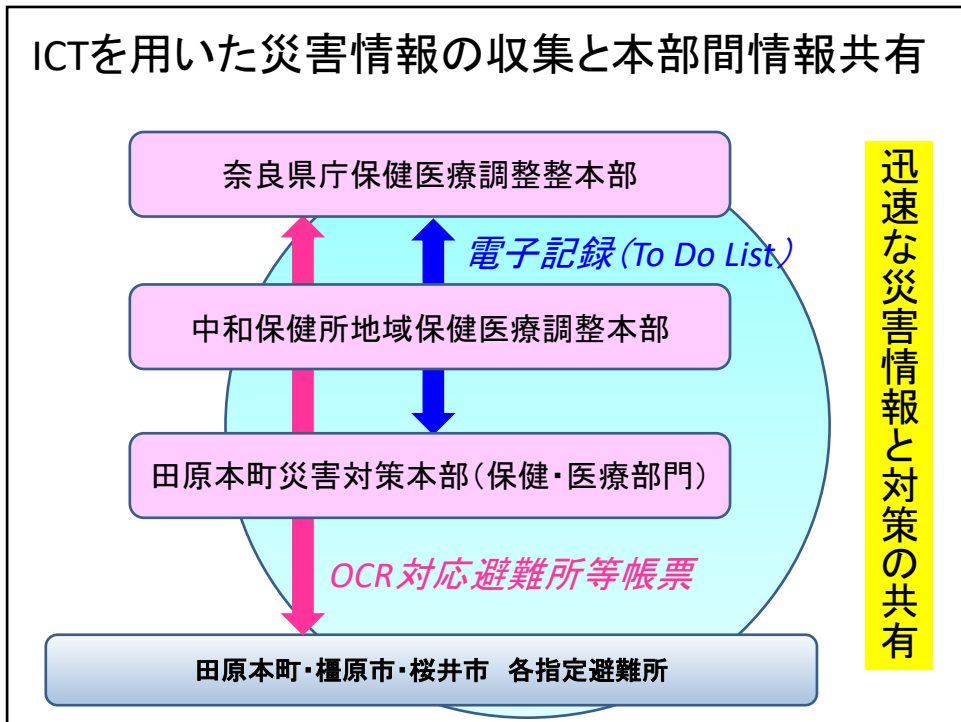 ICTを用いた災害情報の収集と本部間情報共有
奈良県庁保健医療調整整本部
電子記録（To Do List）
中和保健所地域保健医療調整本部
田原本町災害対策本部（保健・医療部門）
OCR対応避難所等帳票
田原本町・橿原市・桜井市　各指定避難所
迅速な災害情報と対策の共有